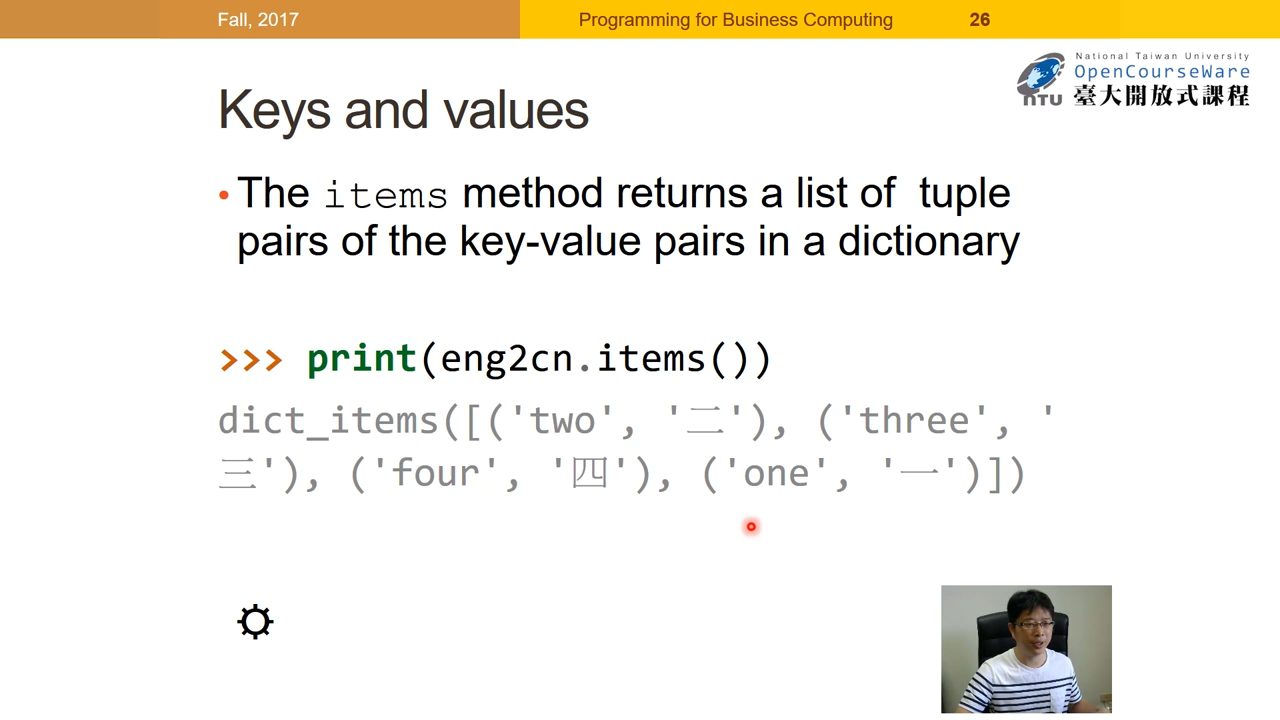 Fall, 2017
Programming for Business Computing
26
National Taiwan University
OpenCourseWare
臺大開放式課程
NTU
Keys and values
• The items method returns a list of  tuple
pairs of the key-value pairs in a dictionary
>>> print(eng2cn.items())
dict_items([('two', '二'), ('three', '
三'), ('four', '四'), ('one', '一')])